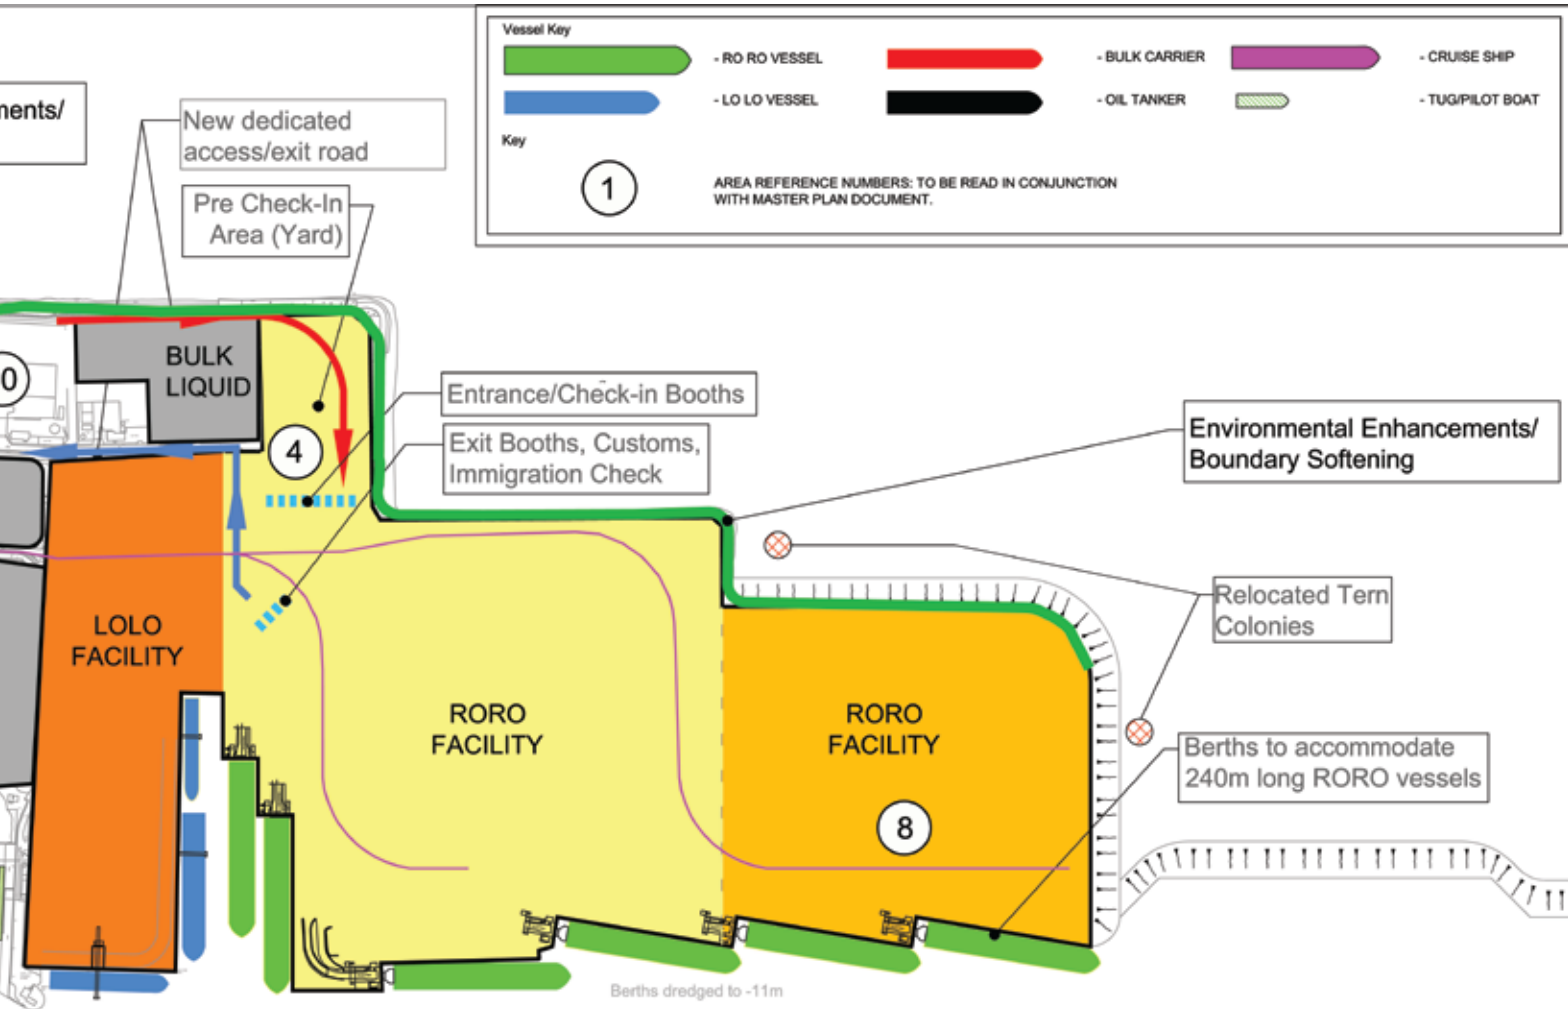 Vessel Key
- RO RO VESSEL
- BULK CARRIER
- CRUISE SHIP
- LO LO VESSEL
- OIL TANKER
- TUG/PILOT BOAT
Key
1
AREA REFERENCE NUMBERS: TO BE READ IN CONJUNCTION
WITH MASTER PLAN DOCUMENT.
ments/
New dedicated
access/exit road
Pre Check-In
Area (Yard)
BULK
LIQUID
0
Entrance/Check-in Booths
4
Exit Booths, Customs,
Immigration Check
Environmental Enhancements/
Boundary Softening
Relocated Tern
Colonies
LOLO
FACILITY
RORO
FACILITY
RORO
FACILITY
Berths to accommodate
240m long RORO vessels
8
Berths dredged to -11m